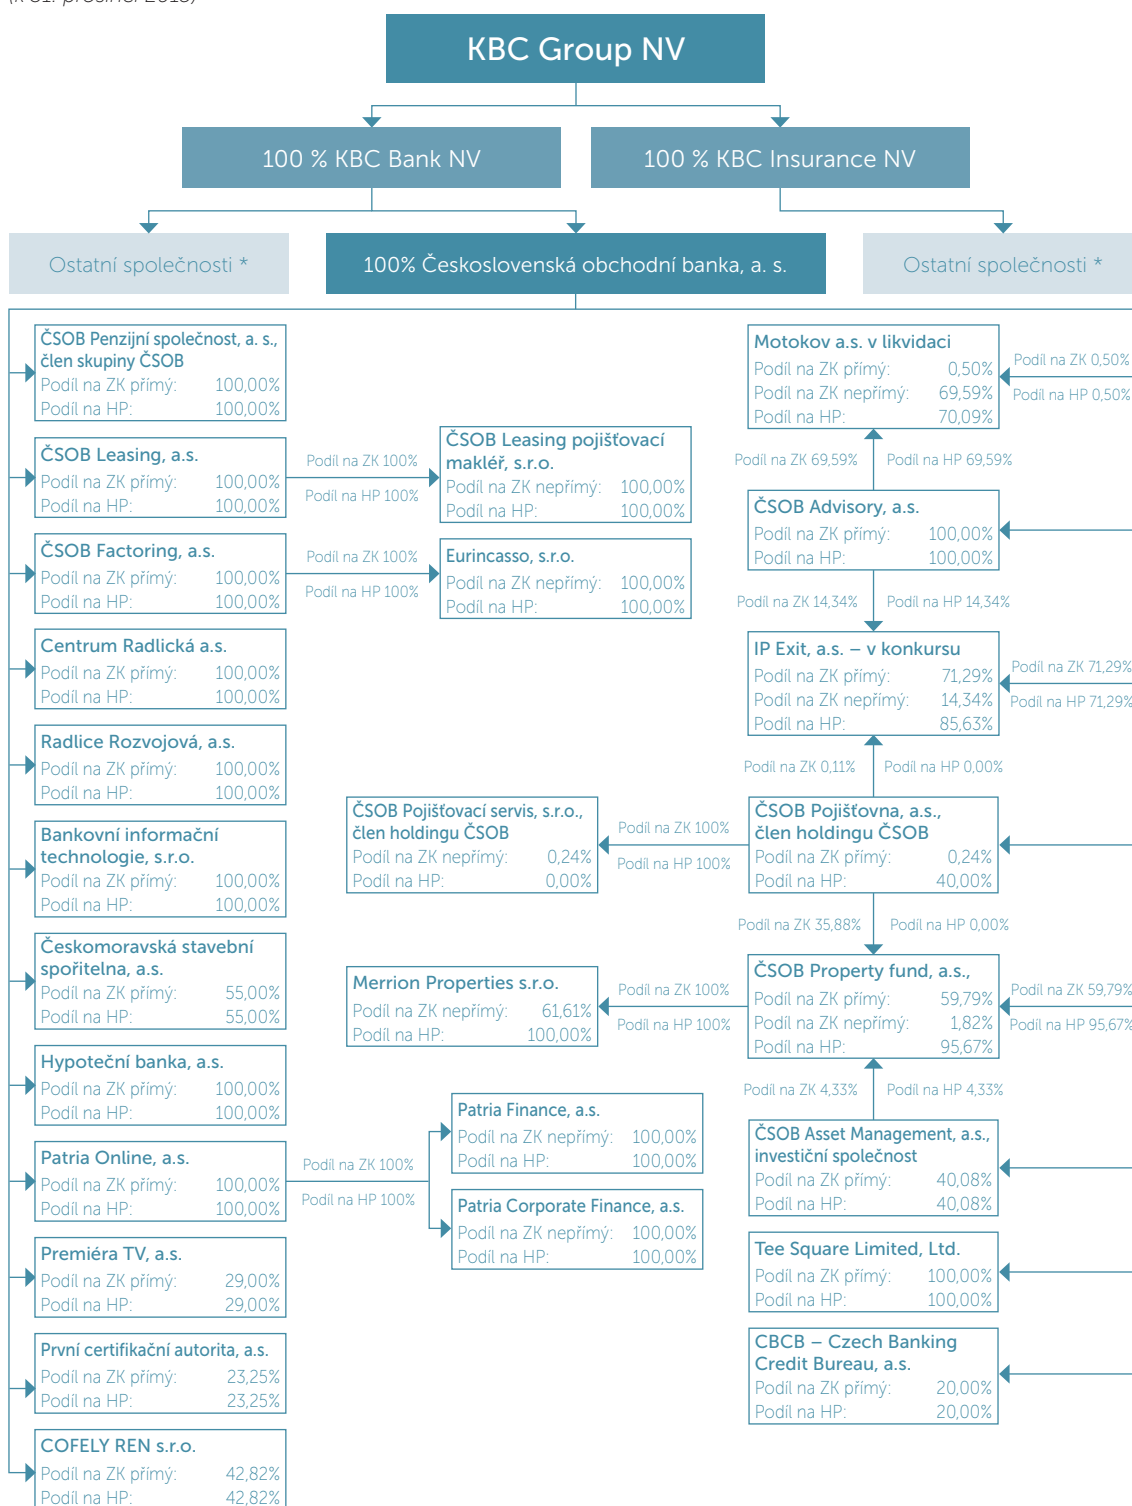 (k 31. prosinci 2013)
KBC Group NV
100 % KBC Bank NV
100 % KBC Insurance NV
Ostatní společnosti *
100% Československá obchodní banka, a. s.
Ostatní společnosti *
ČSOB Penzijní společnost, a. s.,
člen skupiny ČSOB
Podíl na ZK přímý: 100,00%
Podíl na HP: 100,00%
ČSOB Leasing, a.s.
Podíl na ZK přímý: 100,00%
Podíl na HP: 100,00%
Podíl na ZK 100%
Podíl na HP 100%
ČSOB Leasing pojišťovací
makléř, s.r.o.
Podíl na ZK nepřímý: 100,00%
Podíl na HP: 100,00%
ČSOB Factoring, a.s.
Podíl na ZK přímý: 100,00%
Podíl na HP: 100,00%
Podíl na ZK 100%
Podíl na HP 100%
Eurincasso, s.r.o.
Podíl na ZK nepřímý: 100,00%
Podíl na HP: 100,00%
Centrum Radlická a.s.
Podíl na ZK přímý: 100,00%
Podíl na HP: 100,00%
Radlice Rozvojová, a.s.
Podíl na ZK přímý: 100,00%
Podíl na HP: 100,00%
Bankovní informační
technologie, s.r.o.
Podíl na ZK přímý: 100,00%
Podíl na HP: 100,00%
Českomoravská stavební
spořitelna, a.s.
Podíl na ZK přímý: 55,00%
Podíl na HP: 55,00%
Hypoteční banka, a.s.
Podíl na ZK přímý: 100,00%
Podíl na HP: 100,00%
Patria Online, a.s.
Podíl na ZK přímý: 100,00%
Podíl na HP: 100,00%
Podíl na ZK 100%
Podíl na HP 100%
Patria Finance, a.s.
Podíl na ZK nepřímý: 100,00%
Podíl na HP: 100,00%
Patria Corporate Finance, a.s.
Podíl na ZK nepřímý: 100,00%
Podíl na HP: 100,00%
Premiéra TV, a.s.
Podíl na ZK přímý: 29,00%
Podíl na HP: 29,00%
První certifikační autorita, a.s.
Podíl na ZK přímý: 23,25%
Podíl na HP: 23,25%
COFELY REN s.r.o.
Podíl na ZK přímý: 42,82%
Podíl na HP: 42,82%
Motokov a.s. v likvidaci
Podíl na ZK přímý: 0,50%
Podíl na ZK nepřímý: 69,59%
Podíl na HP: 70,09%
Podíl na ZK 0,50%
Podíl na HP 0,50%
Podíl na ZK 69,59% Podíl na HP 69,59%
ČSOB Advisory, a.s.
Podíl na ZK přímý: 100,00%
Podíl na HP: 100,00%
Podíl na ZK 14,34% Podíl na HP 14,34%
IP Exit, a.s. – v konkursu
Podíl na ZK přímý: 71,29%
Podíl na ZK nepřímý: 14,34%
Podíl na HP: 85,63%
Podíl na ZK 71,29%
Podíl na HP 71,29%
Podíl na ZK 0,11% Podíl na HP 0,00%
ČSOB Pojišťovací servis, s.r.o.,
člen holdingu ČSOB
Podíl na ZK nepřímý: 0,24%
Podíl na HP: 0,00%
Podíl na ZK 100%
Podíl na HP 100%
ČSOB Pojišťovna, a.s.,
člen holdingu ČSOB
Podíl na ZK přímý: 0,24%
Podíl na HP: 40,00%
Podíl na ZK 35,88% Podíl na HP 0,00%
Merrion Properties s.r.o.
Podíl na ZK nepřímý: 61,61%
Podíl na HP: 100,00%
Podíl na ZK 100%
Podíl na HP 100%
ČSOB Property fund, a.s.,
Podíl na ZK přímý: 59,79%
Podíl na ZK nepřímý: 1,82%
Podíl na HP: 95,67%
Podíl na ZK 59,79%
Podíl na HP 95,67%
Podíl na ZK 4,33% Podíl na HP 4,33%
ČSOB Asset Management, a.s.,
investiční společnost
Podíl na ZK přímý: 40,08%
Podíl na HP: 40,08%
Tee Square Limited, Ltd.
Podíl na ZK přímý: 100,00%
Podíl na HP: 100,00%
CBCB – Czech Banking
Credit Bureau, a.s.
Podíl na ZK přímý: 20,00%
Podíl na HP: 20,00%